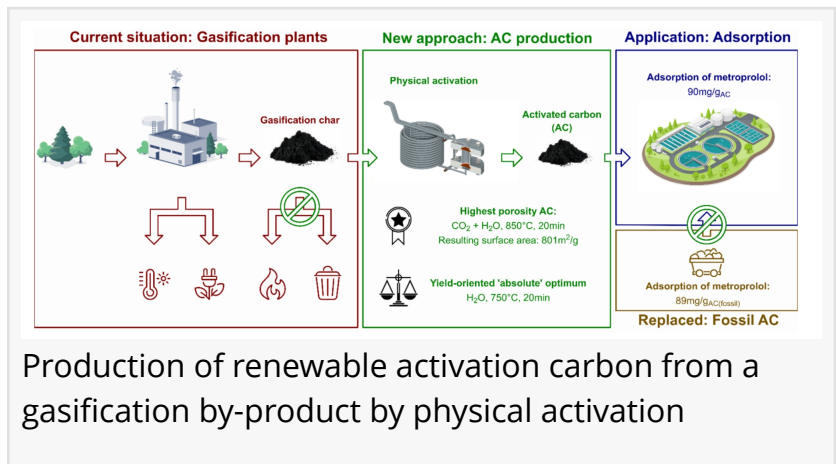 Current situation: Gasification plants
Gasification char
New approach: AC production
Physical activation
Activated carbon
(AC)
Highest porosity AC:
CO₂ + H₂O, 850°C, 20min
Resulting surface area: 801m²/g
Yield-oriented 'absolute' optimum
H₂O, 750°C, 20min
Application: Adsorption
Adsorption of metroprolol:
90mg/gAC
Adsorption of metroprolol:
89mg/gAC(fossil)
Replaced: Fossil AC
Production of renewable activation carbon from a
gasification by-product by physical activation